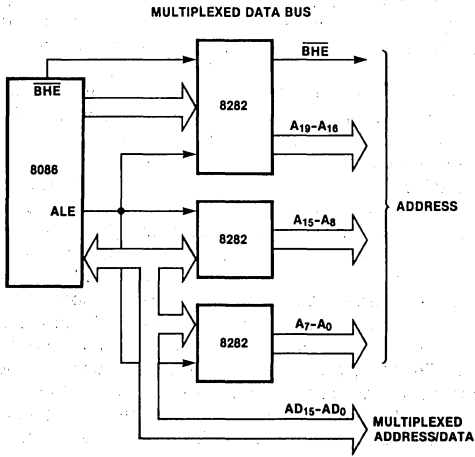 MULTIPLEXED DATA BUS
BHE
BHE
8282
A19-A16
8086
ALE
A15-A8
8282
ADDRESS
A7-A0
8282
AD15-AD0
MULTIPLEXED
ADDRESS/DATA